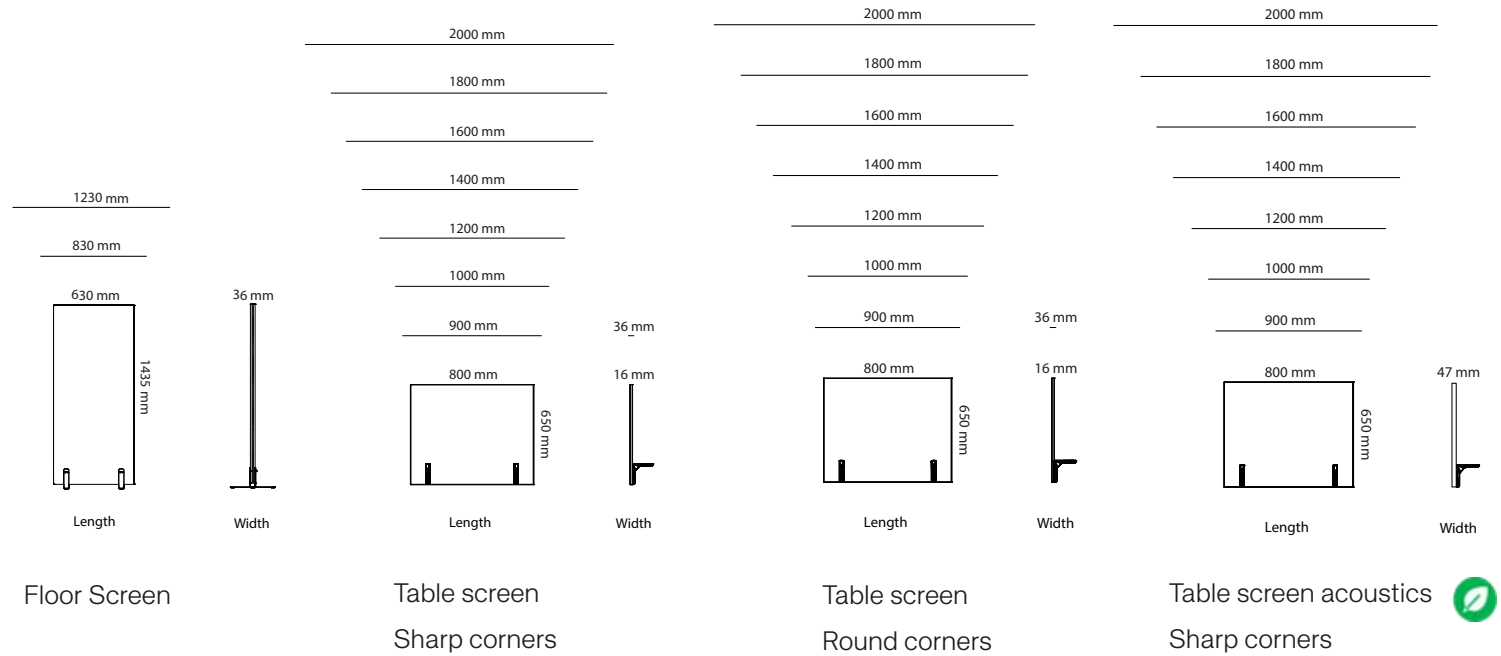 1230 mm
830 mm
630 mm
36 mm
1435 mm
Length
Width
Floor Screen
2000 mm
1800 mm
1600 mm
1400 mm
1200 mm
1000 mm
900 mm
36 mm
800 mm
16 mm
650 mm
Length
Width
Table screen
Sharp corners
2000 mm
1800 mm
1600 mm
1400 mm
1200 mm
1000 mm
900 mm
36 mm
800 mm
16 mm
650 mm
Length
Width
Table screen
Round corners
2000 mm
1800 mm
1600 mm
1400 mm
1200 mm
1000 mm
900 mm
800 mm
47 mm
650 mm
Length
Width
Table screen acoustics
Sharp corners